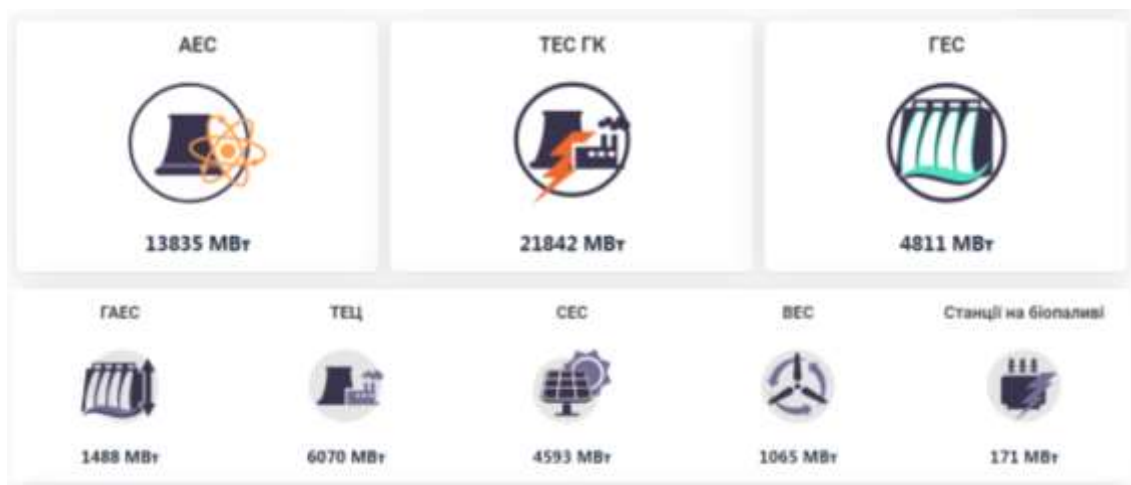 АЕС
ТЕС ГК
ГЕС
13835 МВт
21842 МВт
4811 МВт
ГАЕС
ТЕЦ
СЕС
ВЕС
Станції на біопаливі
1488 МВт
6070 МВт
4593 МВт
1065 МВт
171 МВт